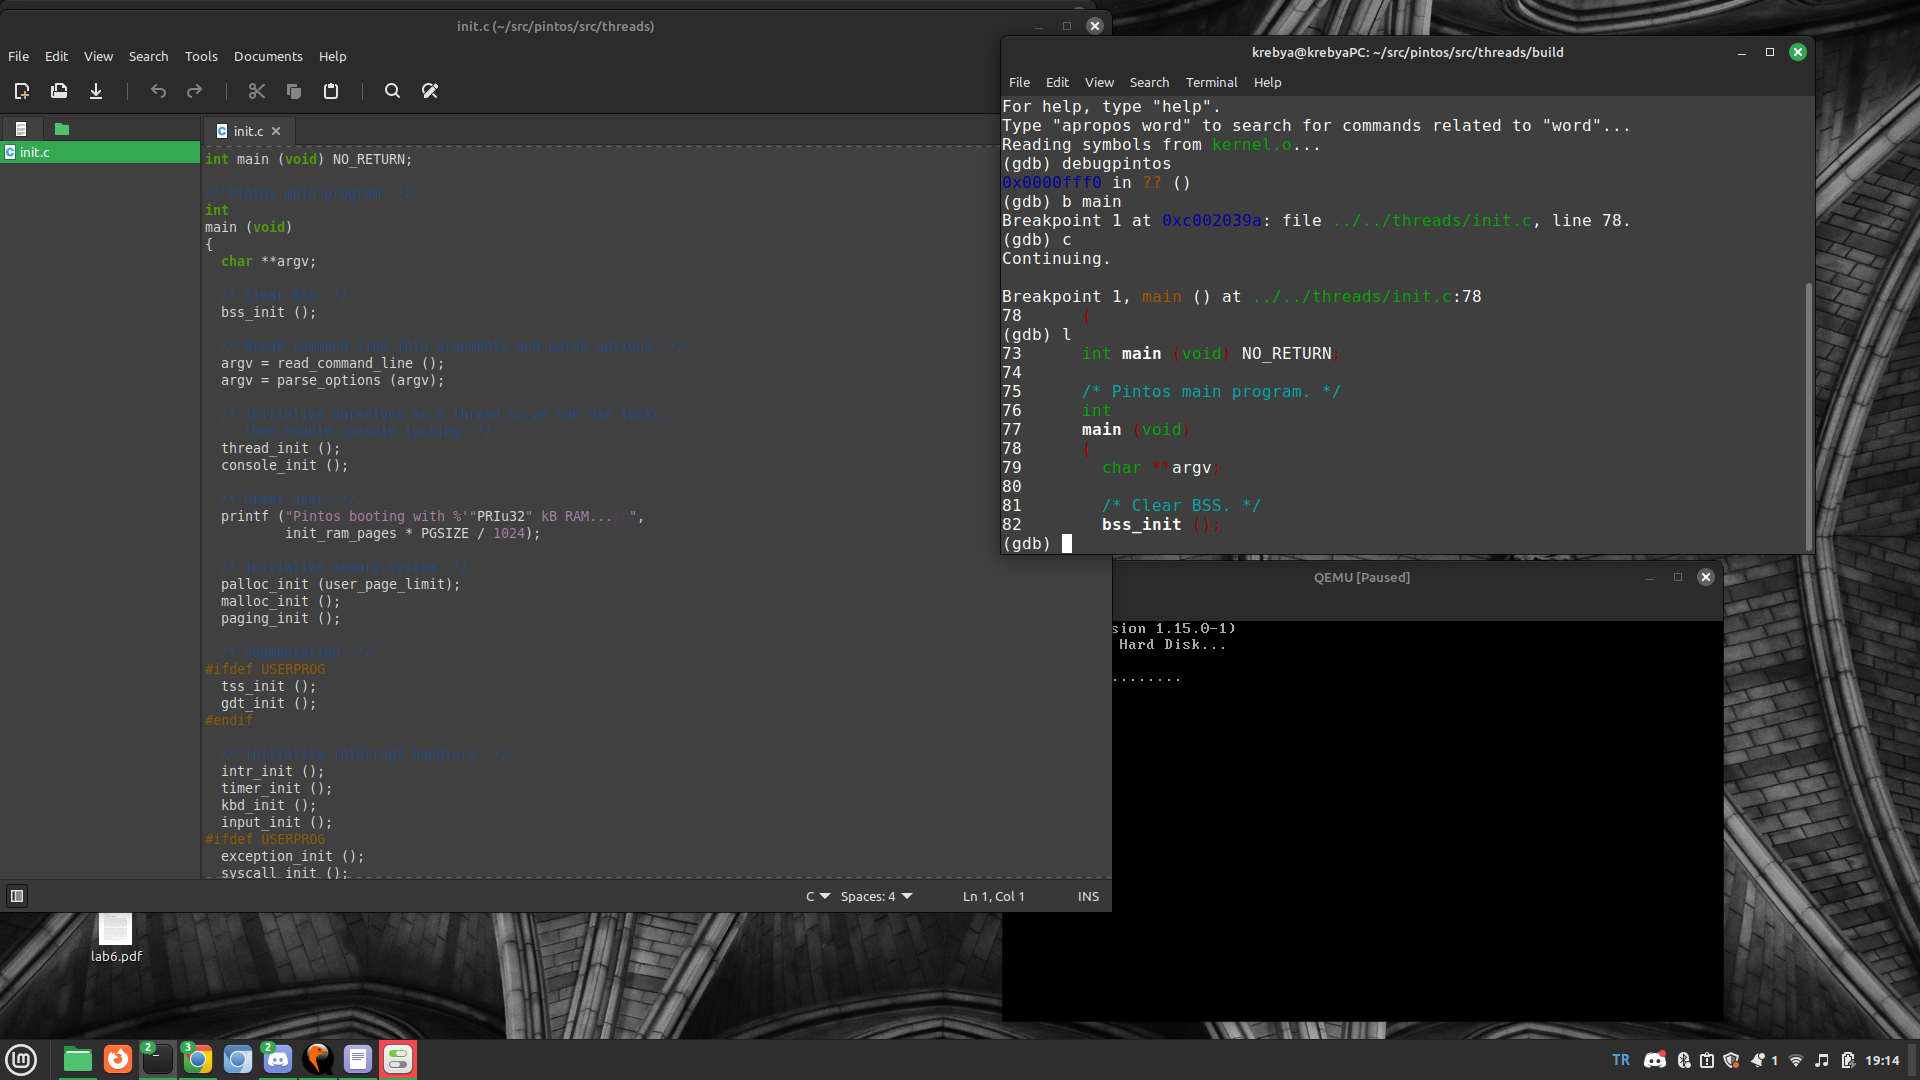 init.c (~/src/pintos/src/threads)
File Edit View Search Tools Documents Help
init.c
init.c
int main (void) NO_RETURN;
/* Pintos main program. */
int
main (void)
{
char **argv;
/* Clear BSS. */
bss_init ();
/* Break command line into arguments and parse options. */
argv = read_command_line ();
argv = parse_options (argv);
/* Initialize ourselves as a thread so we can use locks,
then enable console locking. */
thread_init ();
console_init ();
/* Greet user. */
printf ("Pintos booting with %'"PRIu32" kB RAM...\n",
init_ram_pages * PGSIZE / 1024);
/* Initialize memory system. */
palloc_init (user_page_limit);
malloc_init ();
paging_init ();
/* Segmentation. */
#ifdef USERPROG
tss_init ();
gdt_init ();
#endif
/* Initialize interrupt handlers. */
intr_init ();
timer_init ();
kbd_init ();
input_init ();
#ifdef USERPROG
exception_init ();
syscall_init ();
C Spaces: 4 Ln 1, Col 1 INS
krebya@krebyaPC: ~/src/pintos/src/threads/build
File Edit View Search Terminal Help
For help, type "help".
Type "apropos word" to search for commands related to "word"...
Reading symbols from kernel.o...
(gdb) debugpintos
0x0000fff0 in ?? ()
(gdb) b main
Breakpoint 1 at 0xc002039a: file ../../threads/init.c, line 78.
(gdb) c
Continuing.
Breakpoint 1, main () at ../../threads/init.c:78
78 {
(gdb) l
73 int main (void) NO_RETURN;
74
75 /* Pintos main program. */
76 int
77 main (void)
78 {
79 char **argv;
80
81 /* Clear BSS. */
82 bss_init ();
(gdb)
QEMU [Paused]
sion 1.15.0-1)
Hard Disk...
........
lab6.pdf
2 3 2 TR 1 19:14